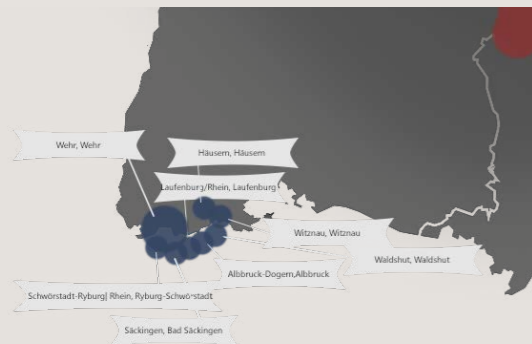 Wehr, Wehr
Häusern, Häusern
Laufenburg/Rhein, Laufenburg
Witznau, Witznau
Waldshut, Waldshut
Albbruck-Dogern,Albbruck
Schwörstadt-Ryburg| Rhein, Ryburg-Schwörstadt
Säckingen, Bad Säckingen